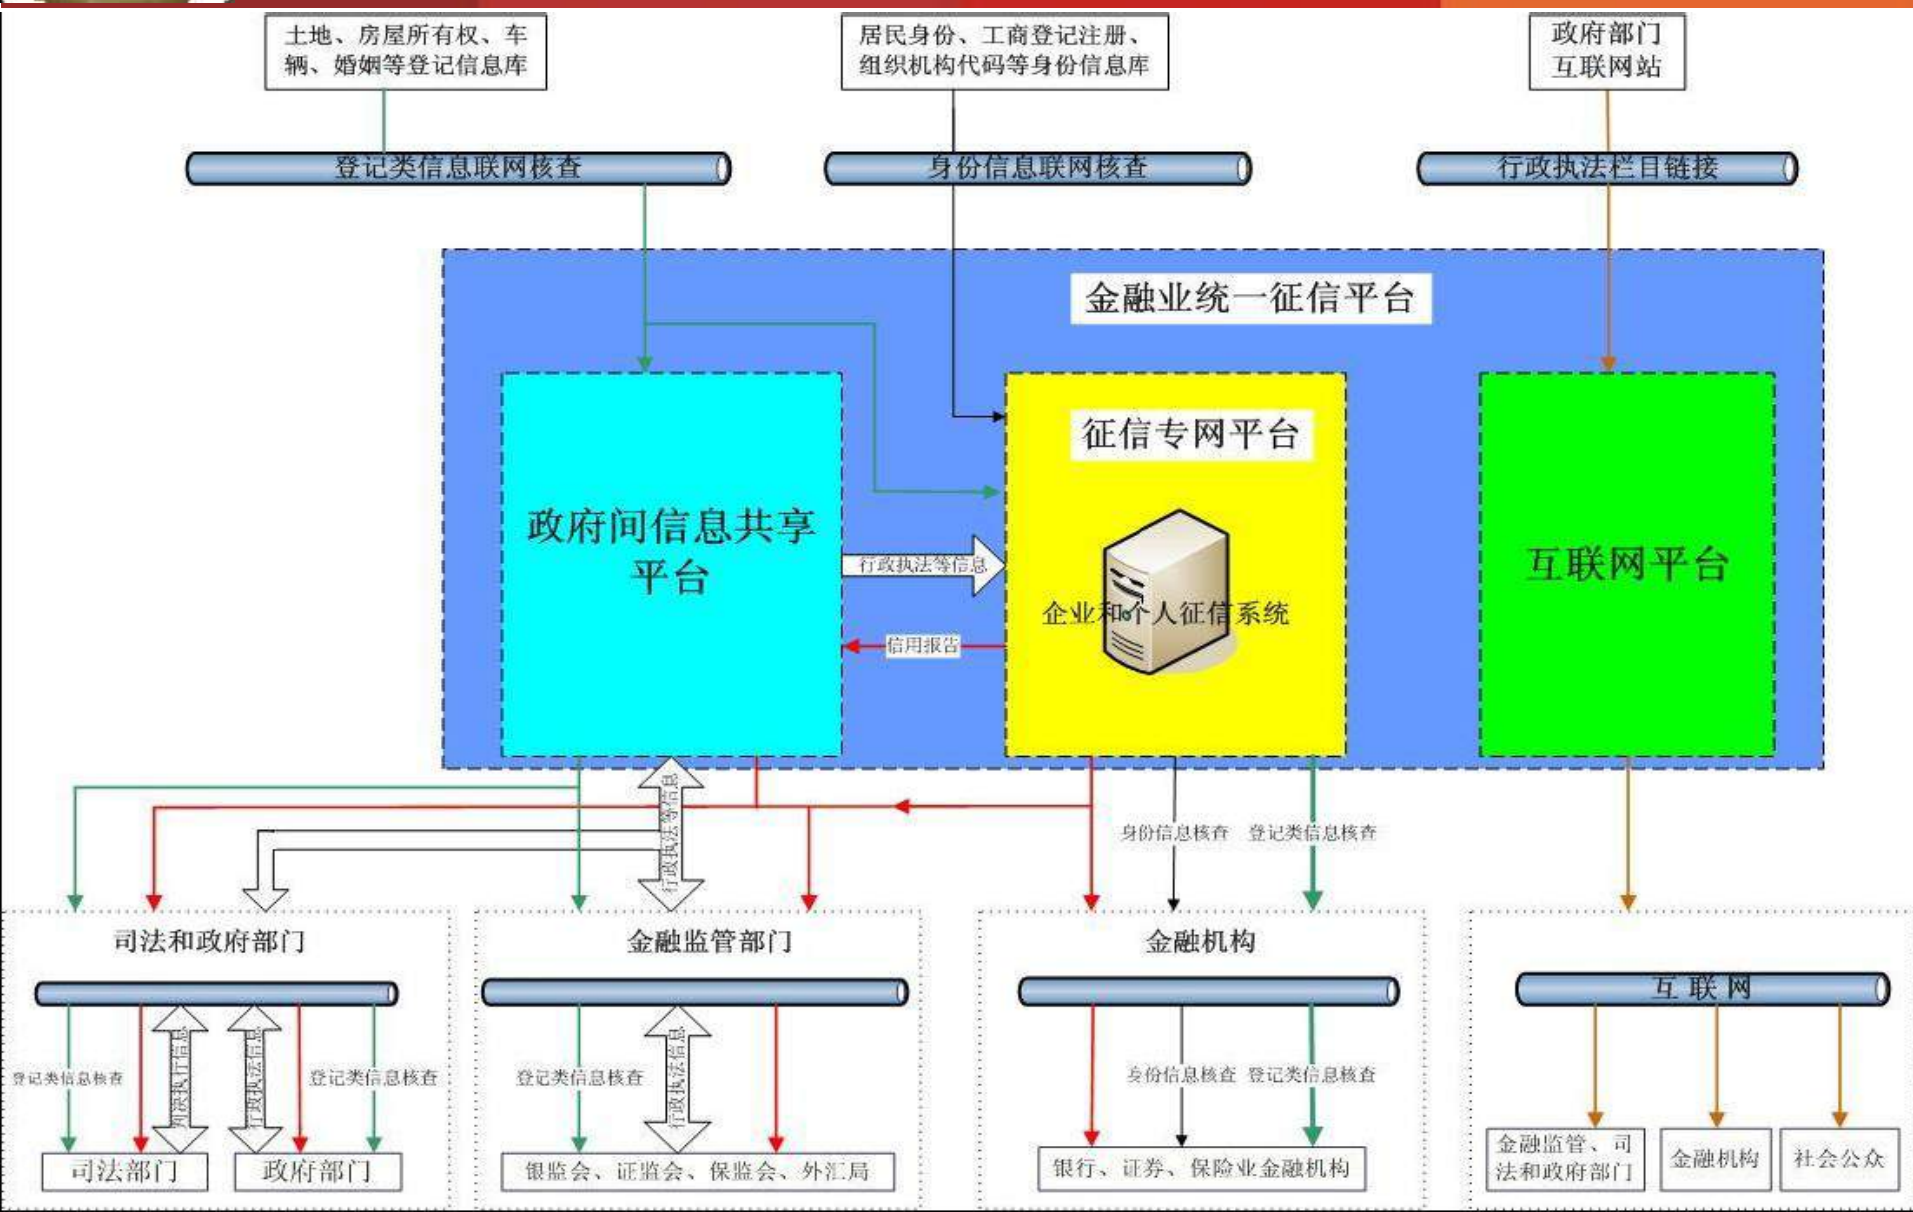 土地、房屋所有权、车
辆、婚姻等登记信息库
居民身份、工商登记注册、
组织机构代码等身份信息库
政府部门
互联网站
登记类信息联网核查
身份信息联网核查
行政执法栏目链接
金融业统一征信平台
征信专网平台
政府间信息共享
平台
行政执法等信息
企业和个人征信系统
信用报告
互联网平台
行政执法等信息
身份信息核查
登记类信息核查
司法和政府部门
金融监管部门
金融机构
互联网
登记类信息核查
判决执行信息
行政执法信息
登记类信息核查
登记类信息核查
行政执法信息
身份信息核查
登记类信息核查
司法部门
政府部门
银监会、证监会、保监会、外汇局
银行、证券、保险业金融机构
金融监管、司
法和政府部门
金融机构
社会公众